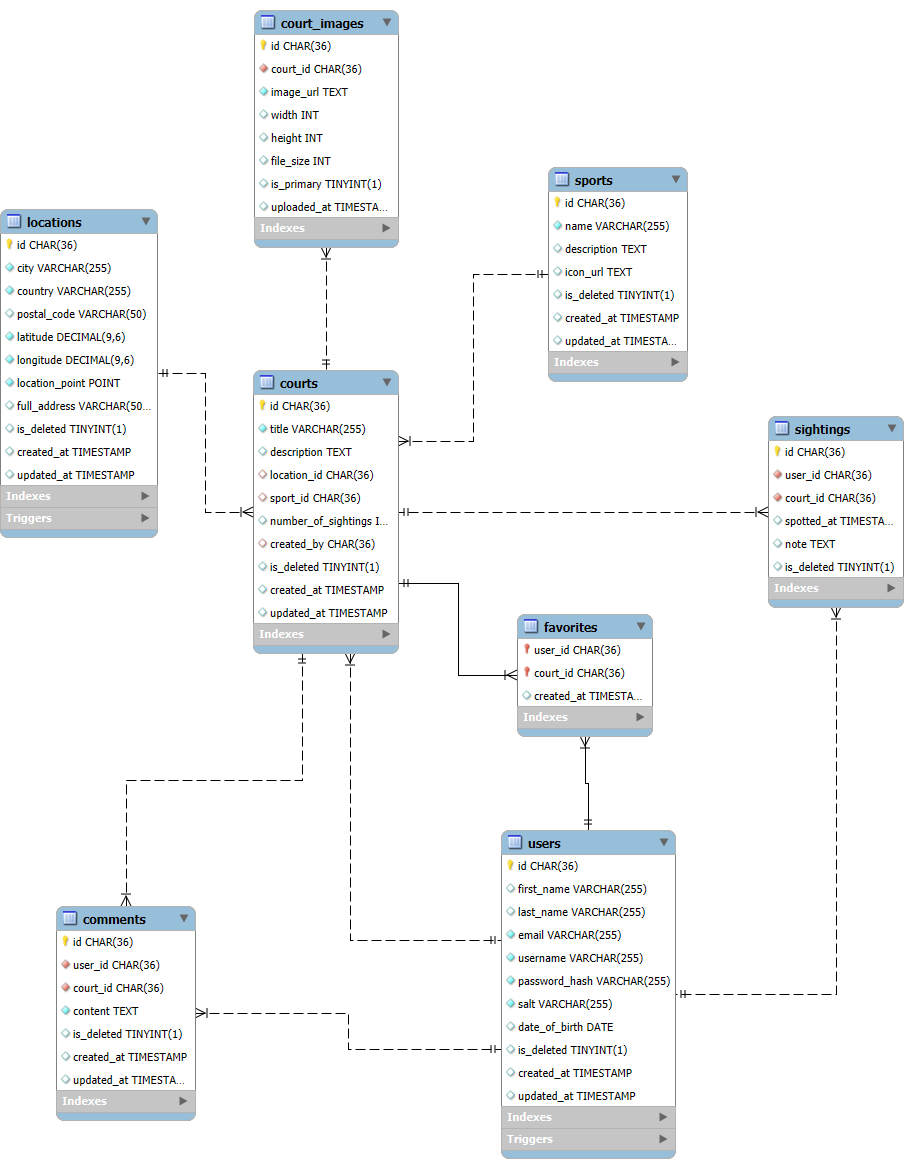 court_images
id CHAR(36)
court_id CHAR(36)
image_url TEXT
width INT
height INT
file_size INT
is_primary TINYINT(1)
uploaded_at TIMESTA...
Indexes
sports
id CHAR(36)
name VARCHAR(255)
description TEXT
icon_url TEXT
is_deleted TINYINT(1)
created_at TIMESTAMP
updated_at TIMESTA...
Indexes
locations
id CHAR(36)
city VARCHAR(255)
country VARCHAR(255)
postal_code VARCHAR(50)
latitude DECIMAL(9,6)
longitude DECIMAL(9,6)
location_point POINT
full_address VARCHAR(50...
is_deleted TINYINT(1)
created_at TIMESTAMP
updated_at TIMESTAMP
Indexes
Triggers
courts
id CHAR(36)
title VARCHAR(255)
description TEXT
location_id CHAR(36)
sport_id CHAR(36)
number_of_sightings I...
created_by CHAR(36)
is_deleted TINYINT(1)
created_at TIMESTAMP
updated_at TIMESTAMP
Indexes
sightings
id CHAR(36)
user_id CHAR(36)
court_id CHAR(36)
spotted_at TIMESTA...
note TEXT
is_deleted TINYINT(1)
Indexes
favorites
user_id CHAR(36)
court_id CHAR(36)
created_at TIMESTA...
Indexes
users
id CHAR(36)
first_name VARCHAR(255)
last_name VARCHAR(255)
email VARCHAR(255)
username VARCHAR(255)
password_hash VARCHAR(255)
salt VARCHAR(255)
date_of_birth DATE
is_deleted TINYINT(1)
created_at TIMESTAMP
updated_at TIMESTAMP
Indexes
Triggers
comments
id CHAR(36)
user_id CHAR(36)
court_id CHAR(36)
content TEXT
is_deleted TINYINT(1)
created_at TIMESTAMP
updated_at TIMESTA...
Indexes